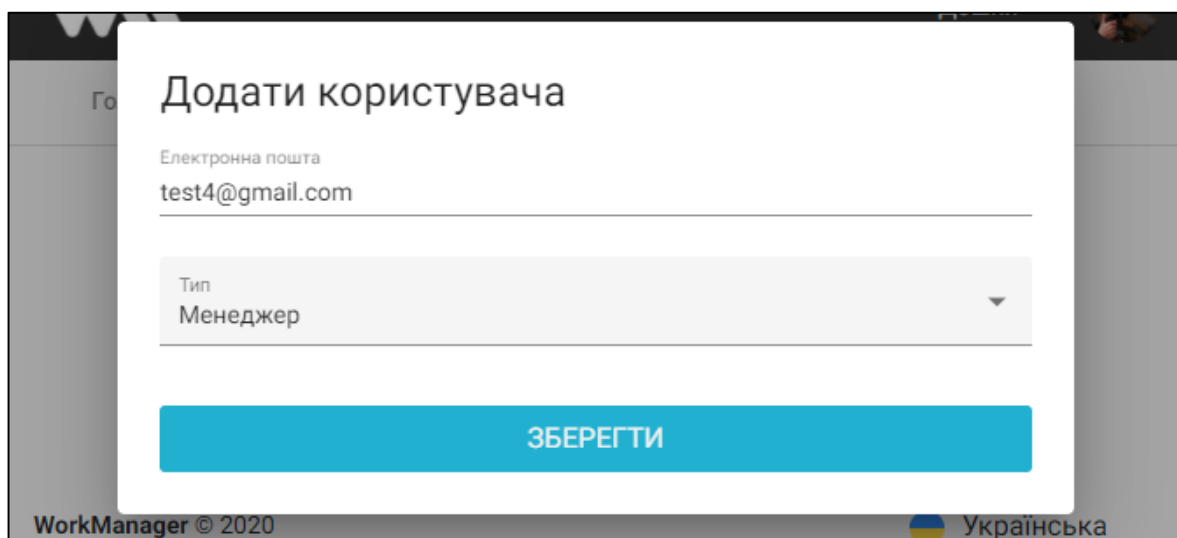 Додати користувача
Електронна пошта
test4@gmail.com
Тип
Менеджер
ЗБЕРЕГТИ
WorkManager © 2020
Українська